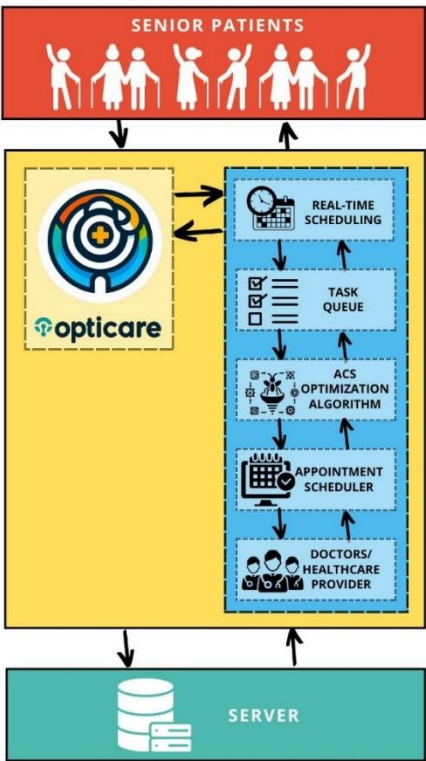 SENIOR PATIENTS
opticare
REAL-TIME
SCHEDULING
TASK
QUEUE
ACS
OPTIMIZATION
ALGORITHM
APPOINTMENT
SCHEDULER
DOCTORS/
HEALTHCARE
PROVIDER
SERVER